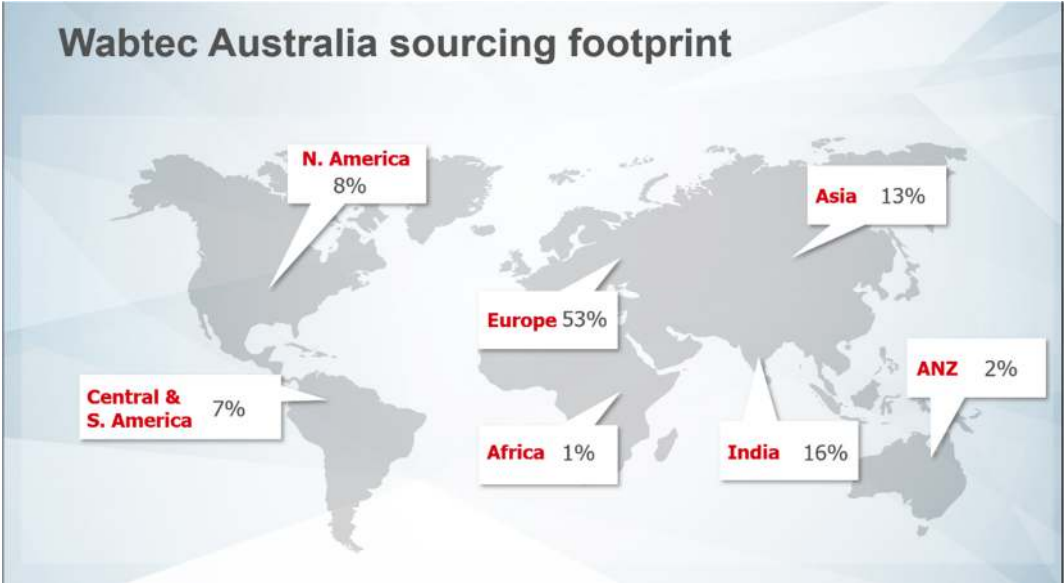 Wabtec Australia sourcing footprint
N. America
8%
Asia 13%
Europe 53%
ANZ 2%
Central &
S. America 7%
Africa 1%
India 16%